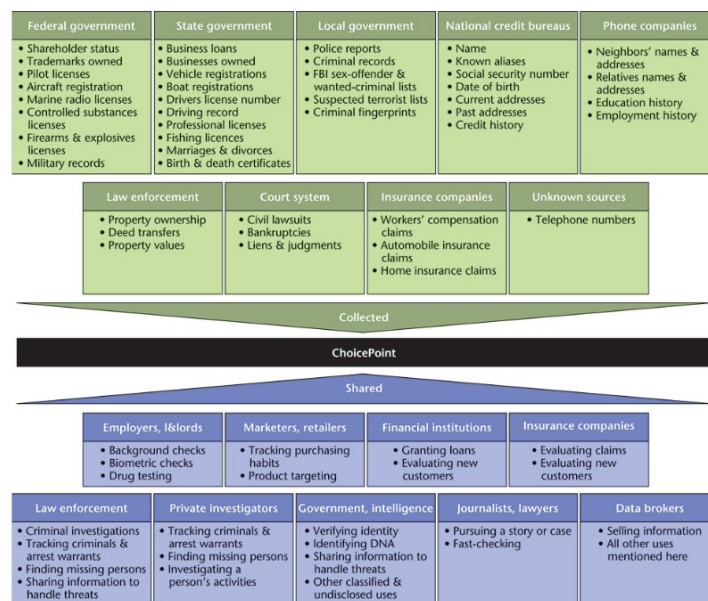 Federal government
• Shareholder status
• Trademarks owned
• Pilot licenses
• Aircraft registration
• Marine radio licenses
• Controlled substances
licenses
• Firearms & explosives
licenses
• Military records
State government
• Business loans
• Businesses owned
• Vehicle registrations
• Boat registrations
• Drivers license number
• Driving record
• Professional licenses
• Fishing licences
• Marriages & divorces
• Birth & death certificates
Local government
• Police reports
• Criminal records
• FBI sex-offender &
wanted-criminal lists
• Suspected terrorist lists
• Criminal fingerprints
National credit bureaus
• Name
• Known aliases
• Social security number
• Date of birth
• Current addresses
• Past addresses
• Credit history
Phone companies
• Neighbors’ names &
addresses
• Relatives names &
addresses
• Education history
• Employment history
Law enforcement
• Property ownership
• Deed transfers
• Property values
Court system
• Civil lawsuits
• Bankruptcies
• Liens & judgments
Insurance companies
• Workers’ compensation
claims
• Automobile insurance
claims
• Home insurance claims
Unknown sources
• Telephone numbers
Collected
ChoicePoint
Shared
Employers, l&lords
• Background checks
• Biometric checks
• Drug testing
Marketers, retailers
• Tracking purchasing
habits
• Product targeting
Financial institutions
• Granting loans
• Evaluating new
customers
Insurance companies
• Evaluating claims
• Evaluating new
customers
Law enforcement
• Criminal investigations
• Tracking criminals &
arrest warrants
• Finding missing persons
• Sharing information to
handle threats
Private investigators
• Tracking criminals &
arrest warrants
• Finding missing persons
• Investigating a
person’s activities
Government, intelligence
• Verifying identity
• Identifying DNA
• Sharing information to
handle threats
• Other classified &
undisclosed uses
Journalists, lawyers
• Pursuing a story or case
• Fast-checking
Data brokers
• Selling information
• All other uses
mentioned here